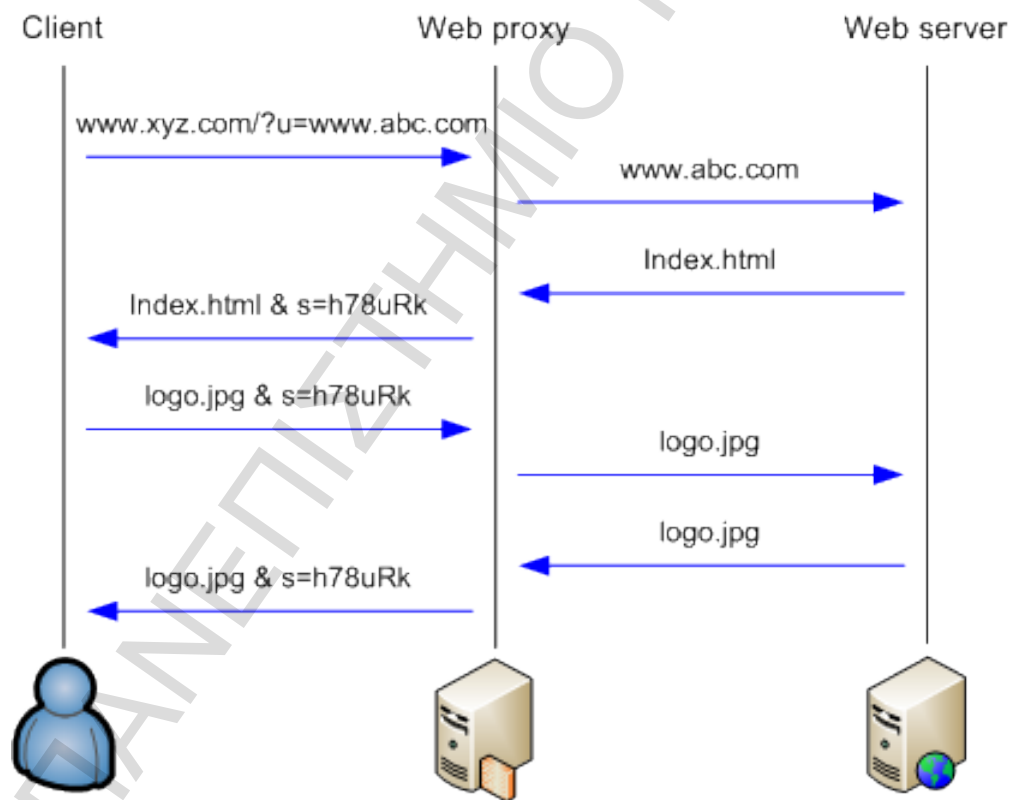 Client
Web proxy
Web server
www.xyz.com/?u=www.abc.com
www.abc.com
Index.html
Index.html & s=h78uRk
logo.jpg & s=h78uRk
logo.jpg
logo.jpg
logo.jpg & s=h78uRk
ΠΑΝΕΠΙΣΤΗΜΙΟ